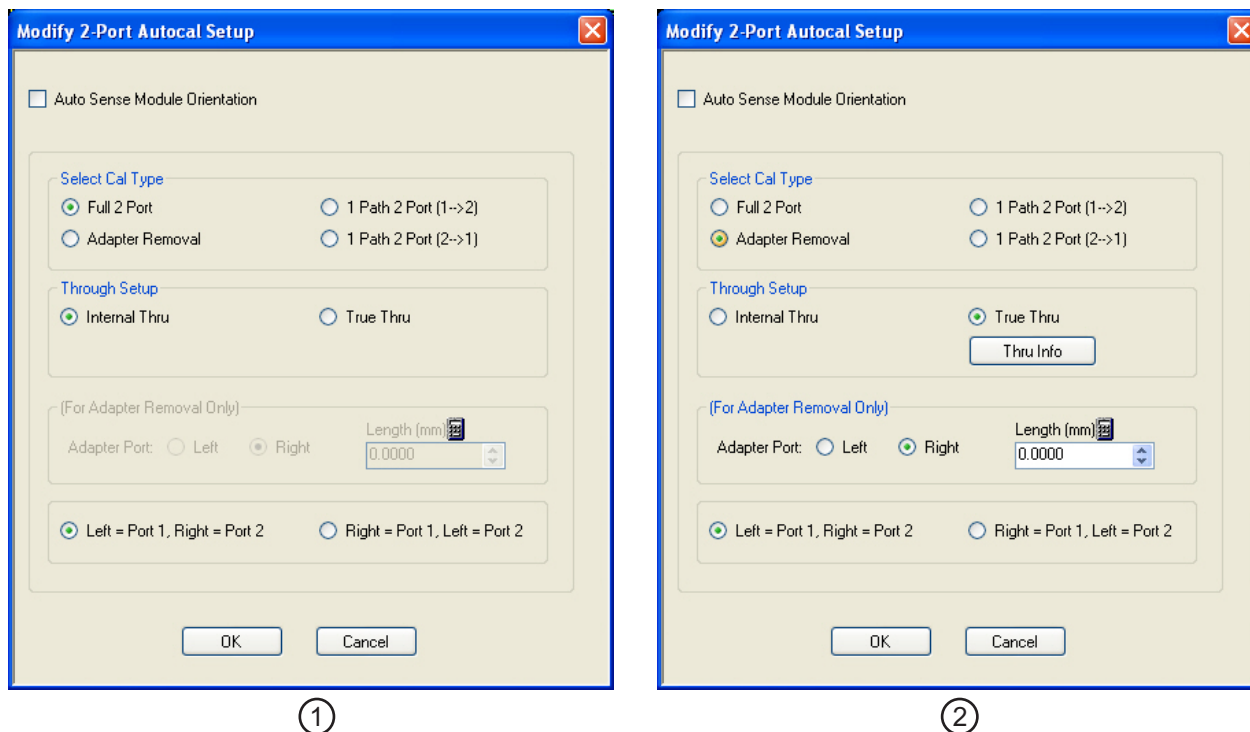 Modify 2-Port Autocal Setup
Auto Sense Module Orientation
Select Cal Type
Full 2 Port
1 Path 2 Port (1-->2)
Adapter Removal
1 Path 2 Port (2-->1)
Through Setup
Internal Thru
True Thru
(For Adapter Removal Only)
Length (mm)
Adapter Port: Left Right
0.0000
Left = Port 1, Right = Port 2
Right = Port 1, Left = Port 2
OK
Cancel
1
Modify 2-Port Autocal Setup
Auto Sense Module Orientation
Select Cal Type
Full 2 Port
1 Path 2 Port (1-->2)
Adapter Removal
1 Path 2 Port (2-->1)
Through Setup
Internal Thru
True Thru
Thru Info
(For Adapter Removal Only)
Length (mm)
Adapter Port: Left Right
0.0000
Left = Port 1, Right = Port 2
Right = Port 1, Left = Port 2
OK
Cancel
2